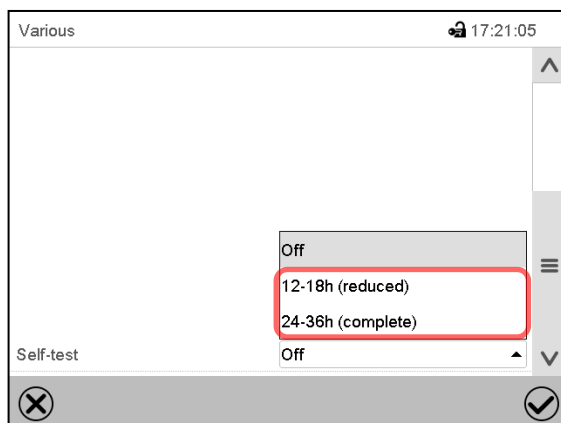 Various 17:21:05
Off
12-18h (reduced)
24-36h (complete)
Self-test Off